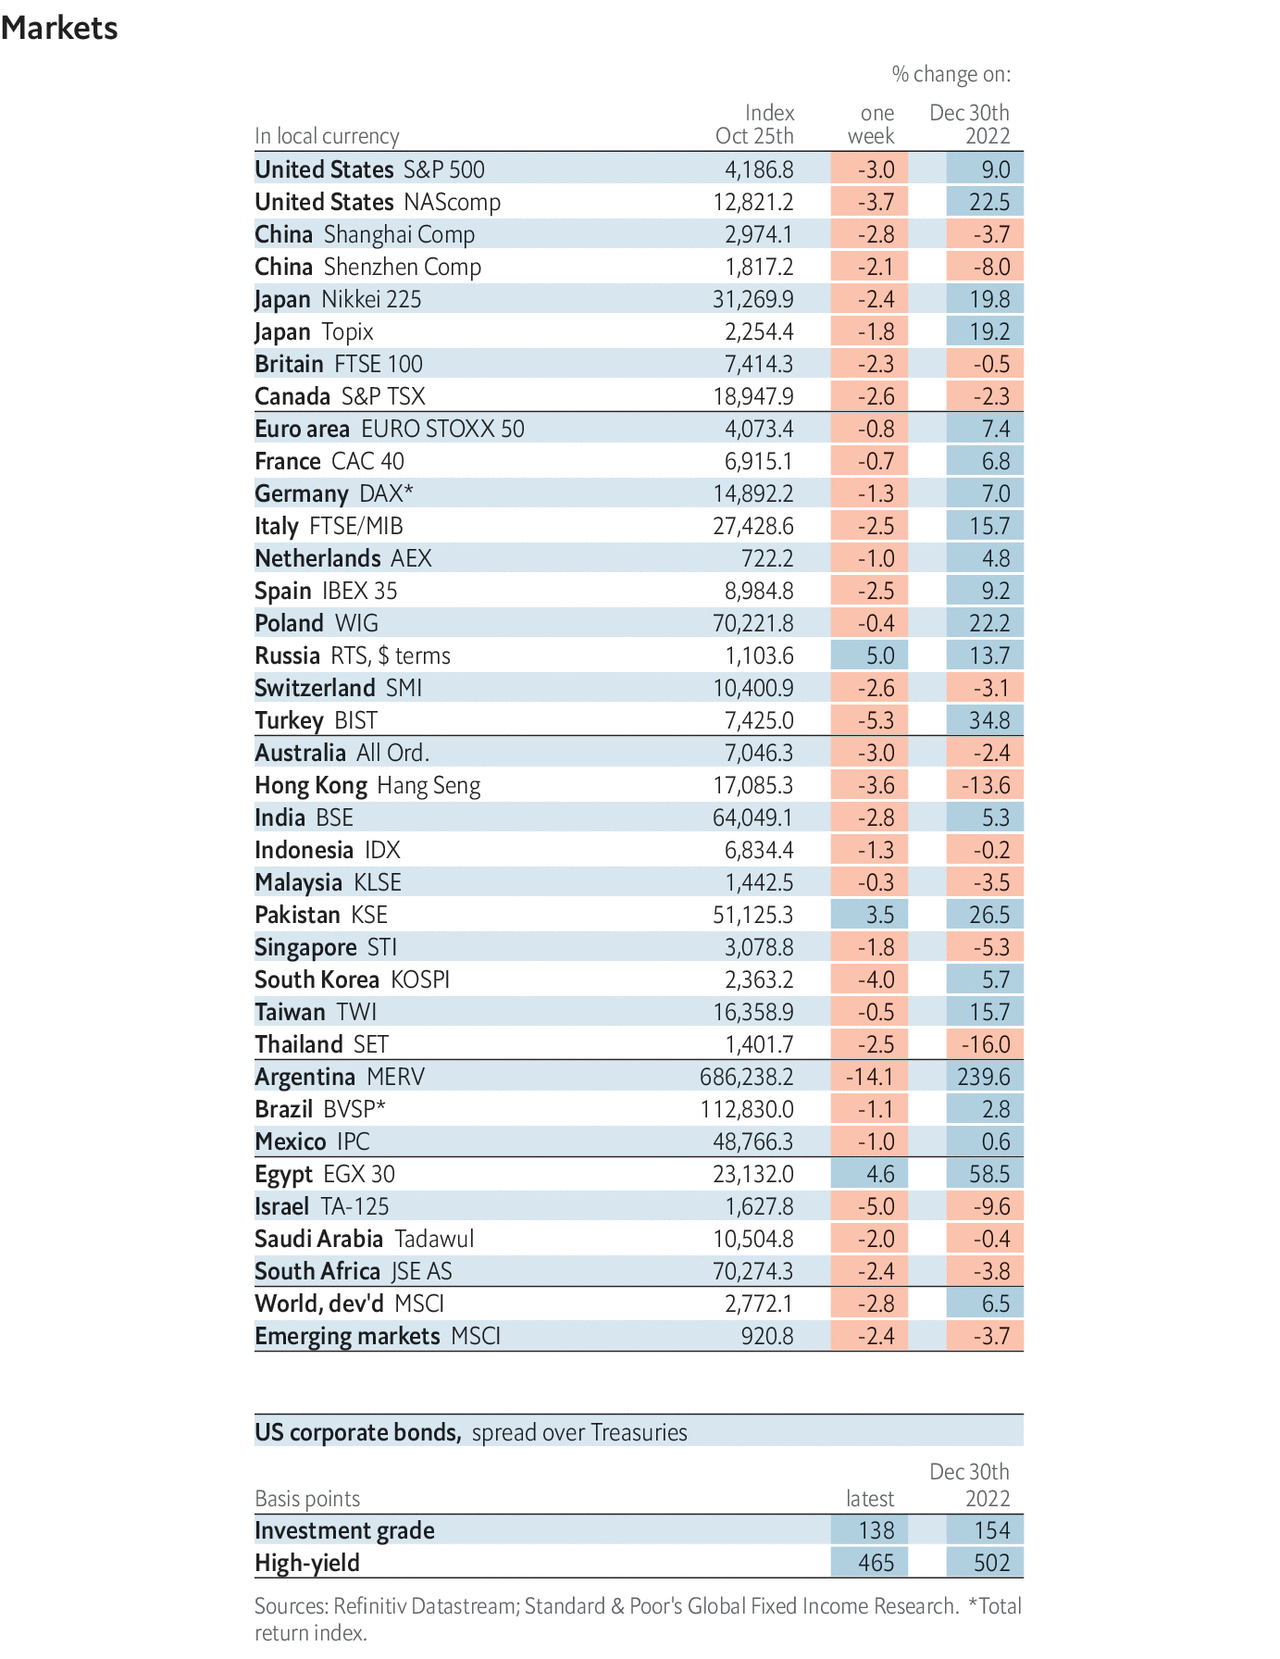 Markets
% change on:
Index one Dec 30th
In local currency Oct 25th week 2022
United States S&P 500 4,186.8 -3.0 9.0
United States NAScomp 12,821.2 -3.7 22.5
China Shanghai Comp 2,974.1 -2.8 -3.7
China Shenzhen Comp 1,817.2 -2.1 -8.0
Japan Nikkei 225 31,269.9 -2.4 19.8
Japan Topix 2,254.4 -1.8 19.2
Britain FTSE 100 7,414.3 -2.3 -0.5
Canada S&P TSX 18,947.9 -2.6 -2.3
Euro area EURO STOXX 50 4,073.4 -0.8 7.4
France CAC 40 6,915.1 -0.7 6.8
Germany DAX* 14,892.2 -1.3 7.0
Italy FTSE/MIB 27,428.6 -2.5 15.7
Netherlands AEX 722.2 -1.0 4.8
Spain IBEX 35 8,984.8 -2.5 9.2
Poland WIG 70,221.8 -0.4 22.2
Russia RTS, $ terms 1,103.6 5.0 13.7
Switzerland SMI 10,400.9 -2.6 -3.1
Turkey BIST 7,425.0 -5.3 34.8
Australia All Ord. 7,046.3 -3.0 -2.4
Hong Kong Hang Seng 17,085.3 -3.6 -13.6
India BSE 64,049.1 -2.8 5.3
Indonesia IDX 6,834.4 -1.3 -0.2
Malaysia KLSE 1,442.5 -0.3 -3.5
Pakistan KSE 51,125.3 3.5 26.5
Singapore STI 3,078.8 -1.8 -5.3
South Korea KOSPI 2,363.2 -4.0 5.7
Taiwan TWI 16,358.9 -0.5 15.7
Thailand SET 1,401.7 -2.5 -16.0
Argentina MERV 686,238.2 -14.1 239.6
Brazil BVSP* 112,830.0 -1.1 2.8
Mexico IPC 48,766.3 -1.0 0.6
Egypt EGX 30 23,132.0 4.6 58.5
Israel TA-125 1,627.8 -5.0 -9.6
Saudi Arabia Tadawul 10,504.8 -2.0 -0.4
South Africa JSE AS 70,274.3 -2.4 -3.8
World, dev'd MSCI 2,772.1 -2.8 6.5
Emerging markets MSCI 920.8 -2.4 -3.7
US corporate bonds, spread over Treasuries
Dec 30th
Basis points latest 2022
Investment grade 138 154
High-yield 465 502
Sources: Refinitiv Datastream; Standard & Poor's Global Fixed Income Research. *Total
return index.